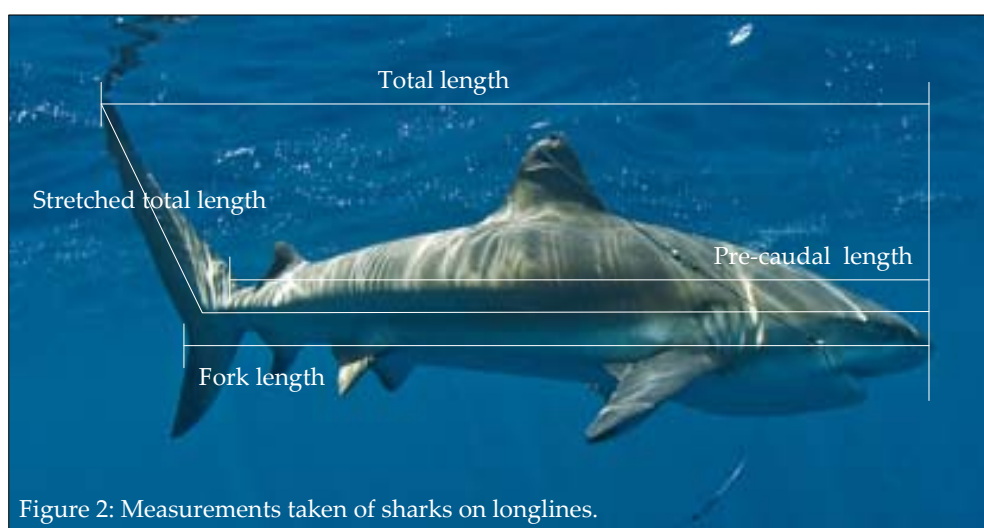 Total length
Stretched total length
Pre-caudal length
Fork length
Figure 2: Measurements taken of sharks on longlines.